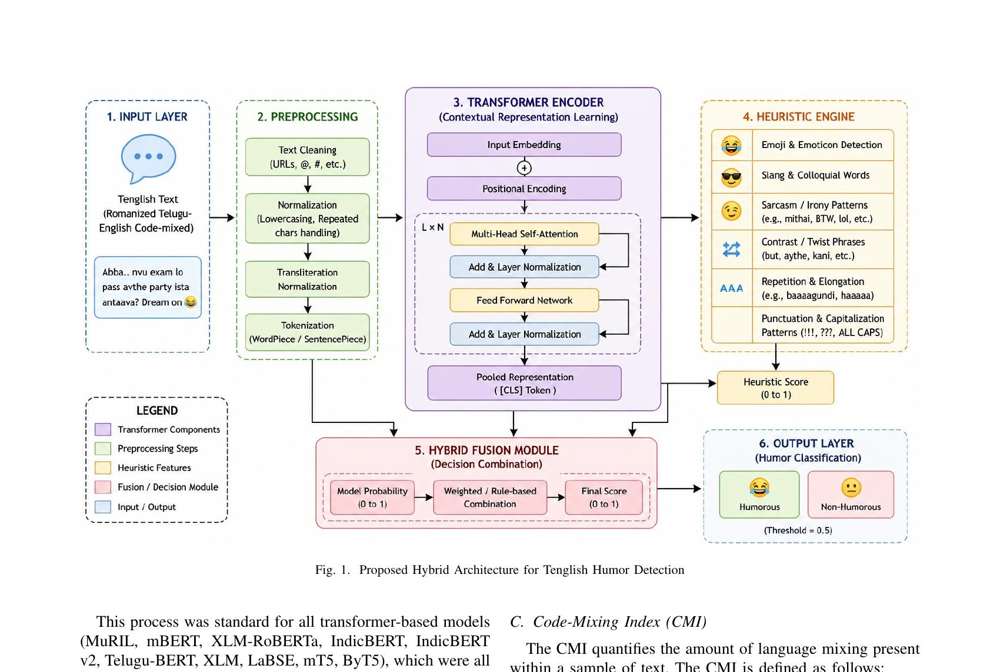 1. INPUT LAYER
Tenglish Text
(Romanized Telugu-
English Code-mixed)
Abba.. nvu exam lo
pass avthe party ista
antaava? Dream on 😂
2. PREPROCESSING
Text Cleaning
(URLs, @, #, etc.)
Normalization
(Lowercasing, Repeated
chars handling)
Transliteration
Normalization
Tokenization
(WordPiece / SentencePiece)
3. TRANSFORMER ENCODER
(Contextual Representation Learning)
Input Embedding
+
Positional Encoding
L × N
Multi-Head Self-Attention
Add & Layer Normalization
Feed Forward Network
Add & Layer Normalization
Pooled Representation
( [CLS] Token )
4. HEURISTIC ENGINE
Emoji & Emoticon Detection
Slang & Colloquial Words
Sarcasm / Irony Patterns
(e.g., mithai, BTW, lol, etc.)
Contrast / Twist Phrases
(but, aythe, kani, etc.)
AAA
Repetition & Elongation
(e.g., baaaagundi, haaaaa)
Punctuation & Capitalization
Patterns (!!!, ???, ALL CAPS)
Heuristic Score
(0 to 1)
LEGEND
Transformer Components
Preprocessing Steps
Heuristic Features
Fusion / Decision Module
Input / Output
5. HYBRID FUSION MODULE
(Decision Combination)
Model Probability
(0 to 1)
Weighted / Rule-based
Combination
Final Score
(0 to 1)
6. OUTPUT LAYER
(Humor Classification)
Humorous
Non-Humorous
(Threshold = 0.5)
Fig. 1. Proposed Hybrid Architecture for Tenglish Humor Detection
This process was standard for all transformer-based models
(MuRIL, mBERT, XLM-RoBERTa, IndicBERT, IndicBERT
v2, Telugu-BERT, XLM, LaBSE, mT5, ByT5), which were all
C. Code-Mixing Index (CMI)
The CMI quantifies the amount of language mixing present
within a sample of text. The CMI is defined as follows: